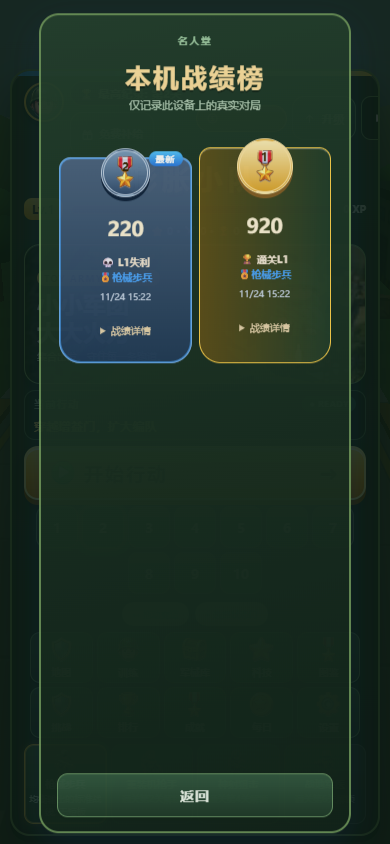 名人堂
本机战绩榜
仅记录此设备上的真实对局
2
最新
220
L1失利
枪械步兵
11/24 15:22
▶ 战绩详情
1
920
通关L1
枪械步兵
11/24 15:22
▶ 战绩详情
XP
返回